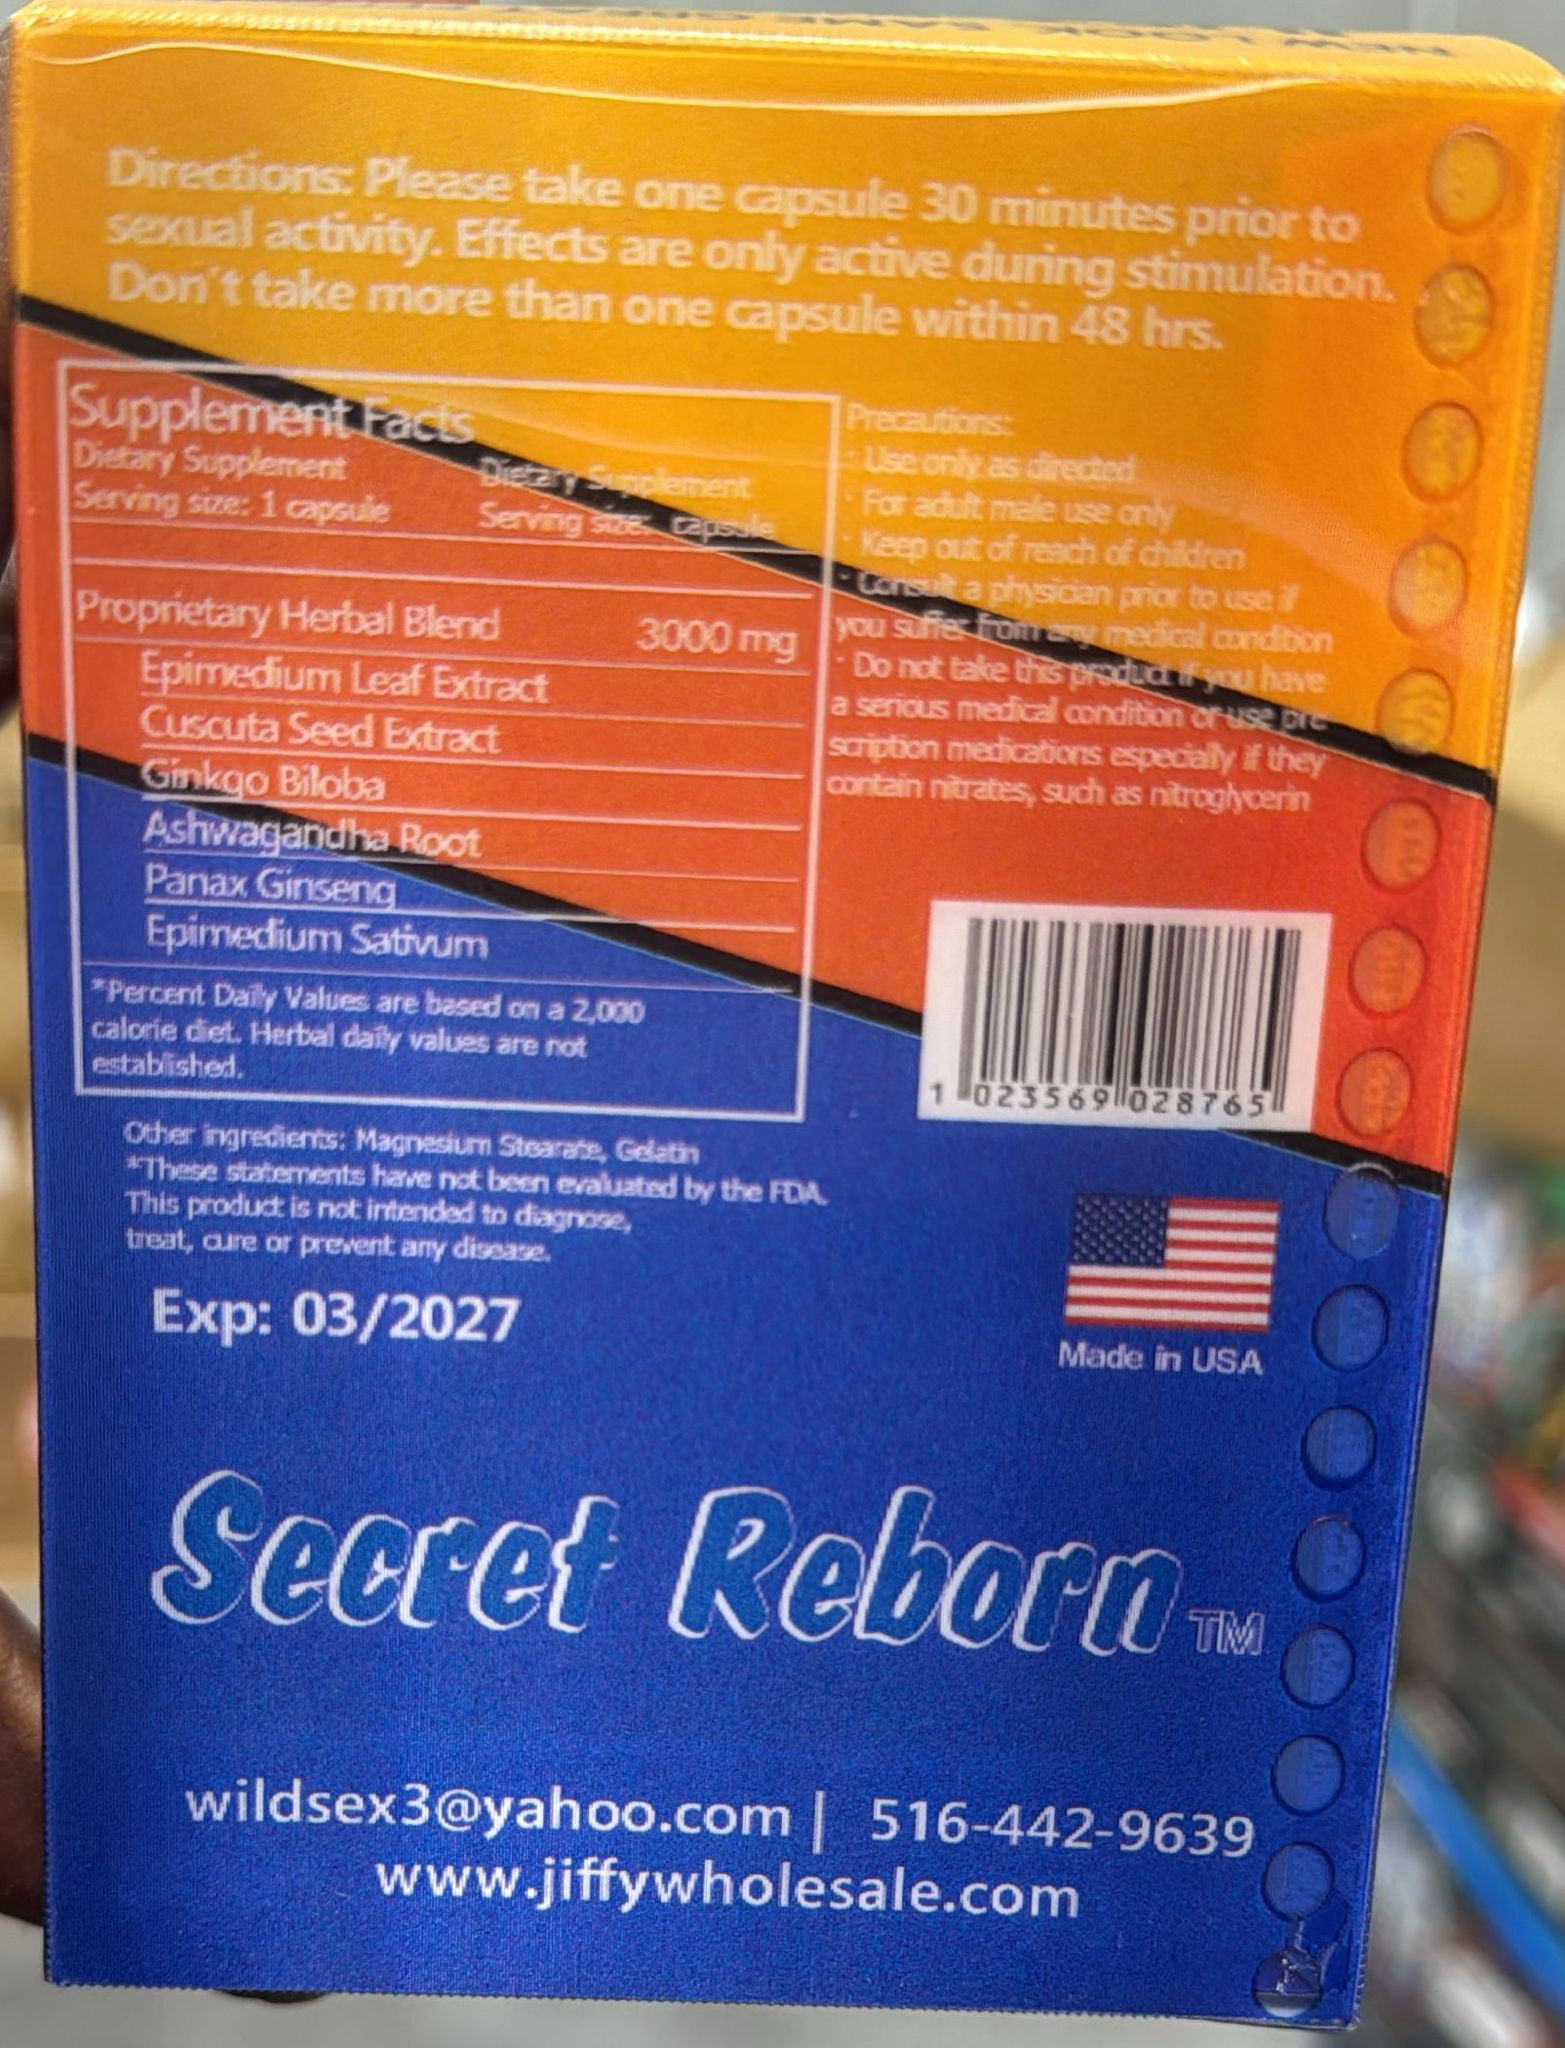 Directions: Please take one capsule 30 minutes prior to
sexual activity. Effects are only active during stimulation.
Don't take more than one capsule within 48 hrs.
Supplement Facts
Dietary Supplement
Serving size: 1 capsule
Dietary Supplement
Serving size: capsule
Proprietary Herbal Blend 3000 mg
Epimedium Leaf Extract
Cuscuta Seed Extract
Ginkgo Biloba
Ashwagandha Root
Panax Ginseng
Epimedium Sativum
*Percent Daily Values are based on a 2,000
calorie diet. Herbal daily values are not
established.
Precautions:
· Use only as directed
· For adult male use only
· Keep out of reach of children
· Consult a physician prior to use if
you suffer from any medical condition
· Do not take this product if you have
a serious medical condition or use pre-
scription medications especially if they
contain nitrates, such as nitroglycerin
1 023569 028765
Other ingredients: Magnesium Stearate, Gelatin
*These statements have not been evaluated by the FDA.
This product is not intended to diagnose,
treat, cure or prevent any disease.
Exp: 03/2027
Made in USA
Secret Reborn TM
wildsex3@yahoo.com | 516-442-9639
www.jiffywholesale.com